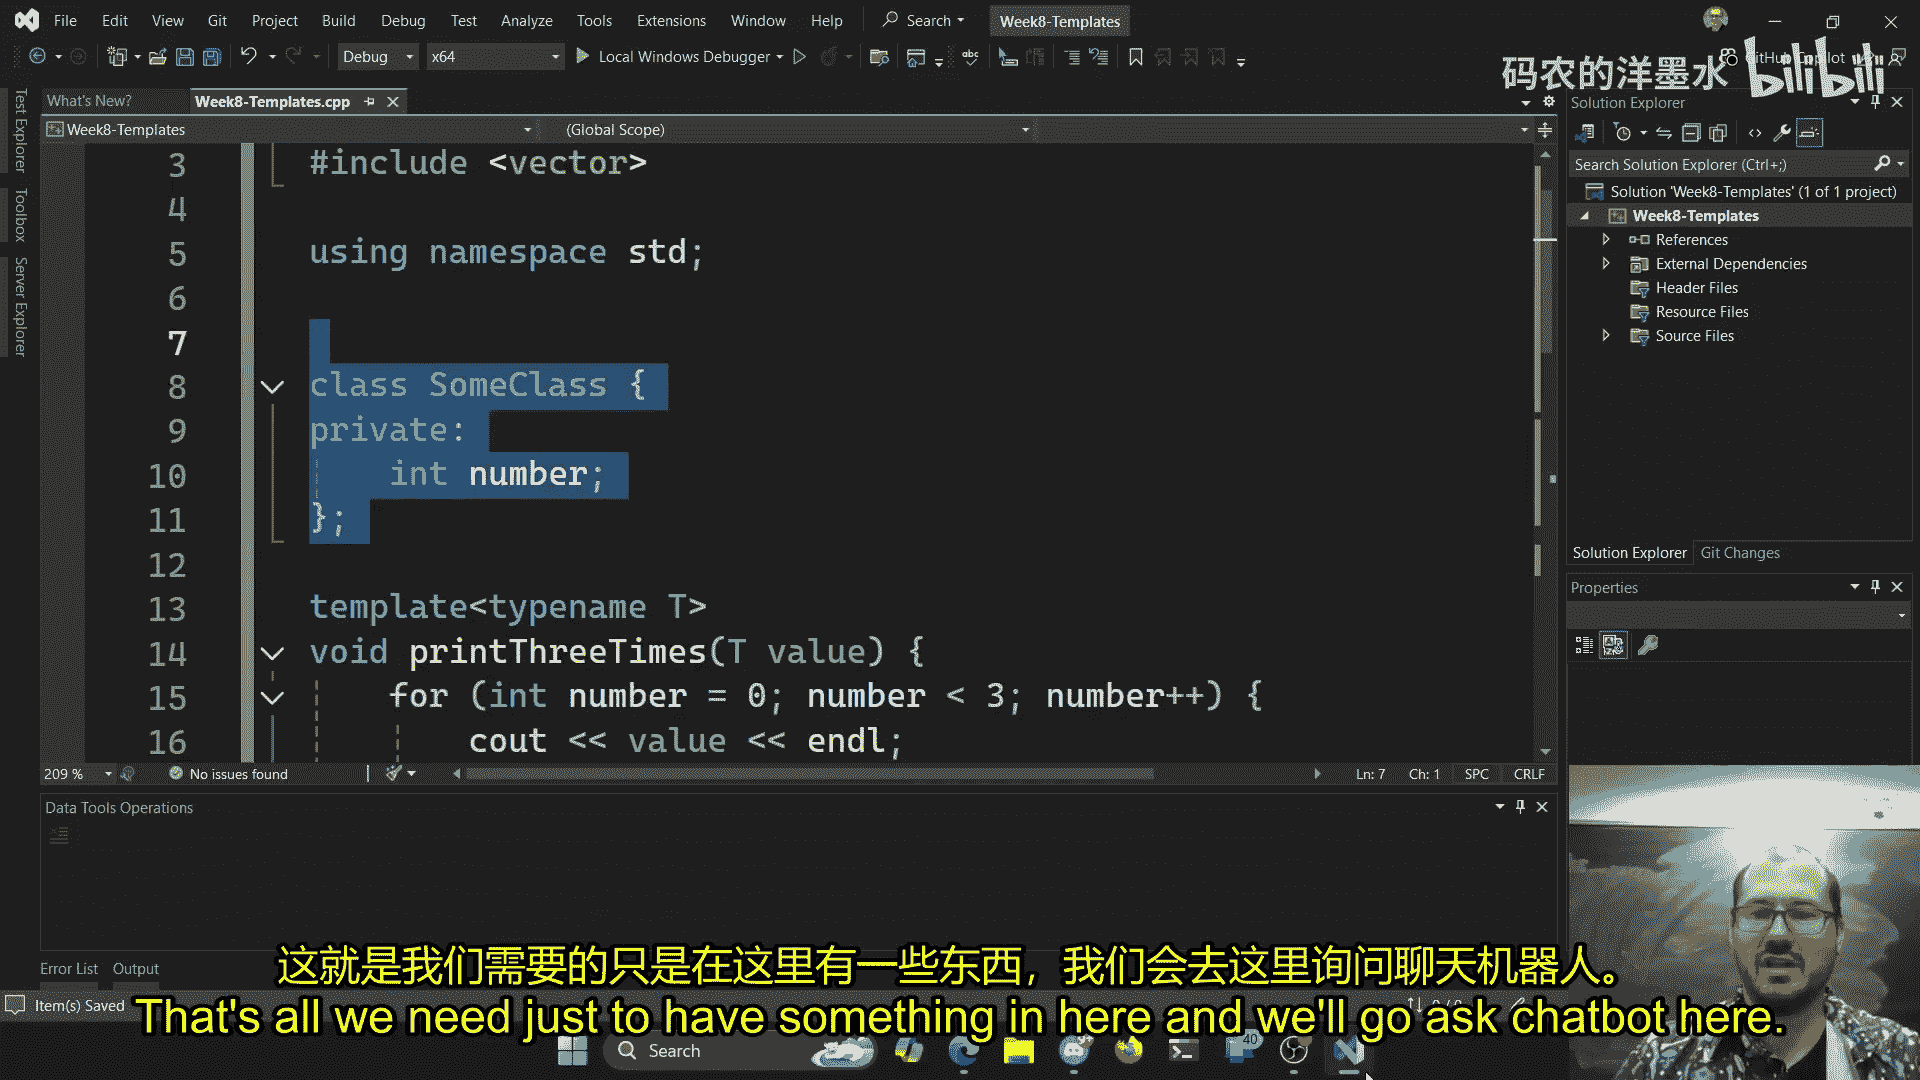 File Edit View Git Project Build Debug Test Analyze Tools Extensions Window Help Search Week8-Templates
Debug x64 Local Windows Debugger
码农的洋墨水 bilibili
What's New? Week8-Templates.cpp
Week8-Templates (Global Scope)
Test Explorer
Toolbox
Server Explorer
3 #include <vector>
4
5 using namespace std;
6
7
8 class SomeClass {
9 private:
10 int number;
11 };
12
13 template<typename T>
14 void printThreeTimes(T value) {
15 for (int number = 0; number < 3; number++) {
16 cout << value << endl;
209 % No issues found Ln: 7 Ch: 1 SPC CRLF
Data Tools Operations
Error List Output
Item(s) Saved
Solution Explorer
Search Solution Explorer (Ctrl+;)
Solution 'Week8-Templates' (1 of 1 project)
Week8-Templates
References
External Dependencies
Header Files
Resource Files
Source Files
Solution Explorer Git Changes
Properties
这就是我们需要的只是在这里有一些东西，我们会去这里询问聊天机器人。
That's all we need just to have something in here and we'll go ask chatbot here.
Search
40